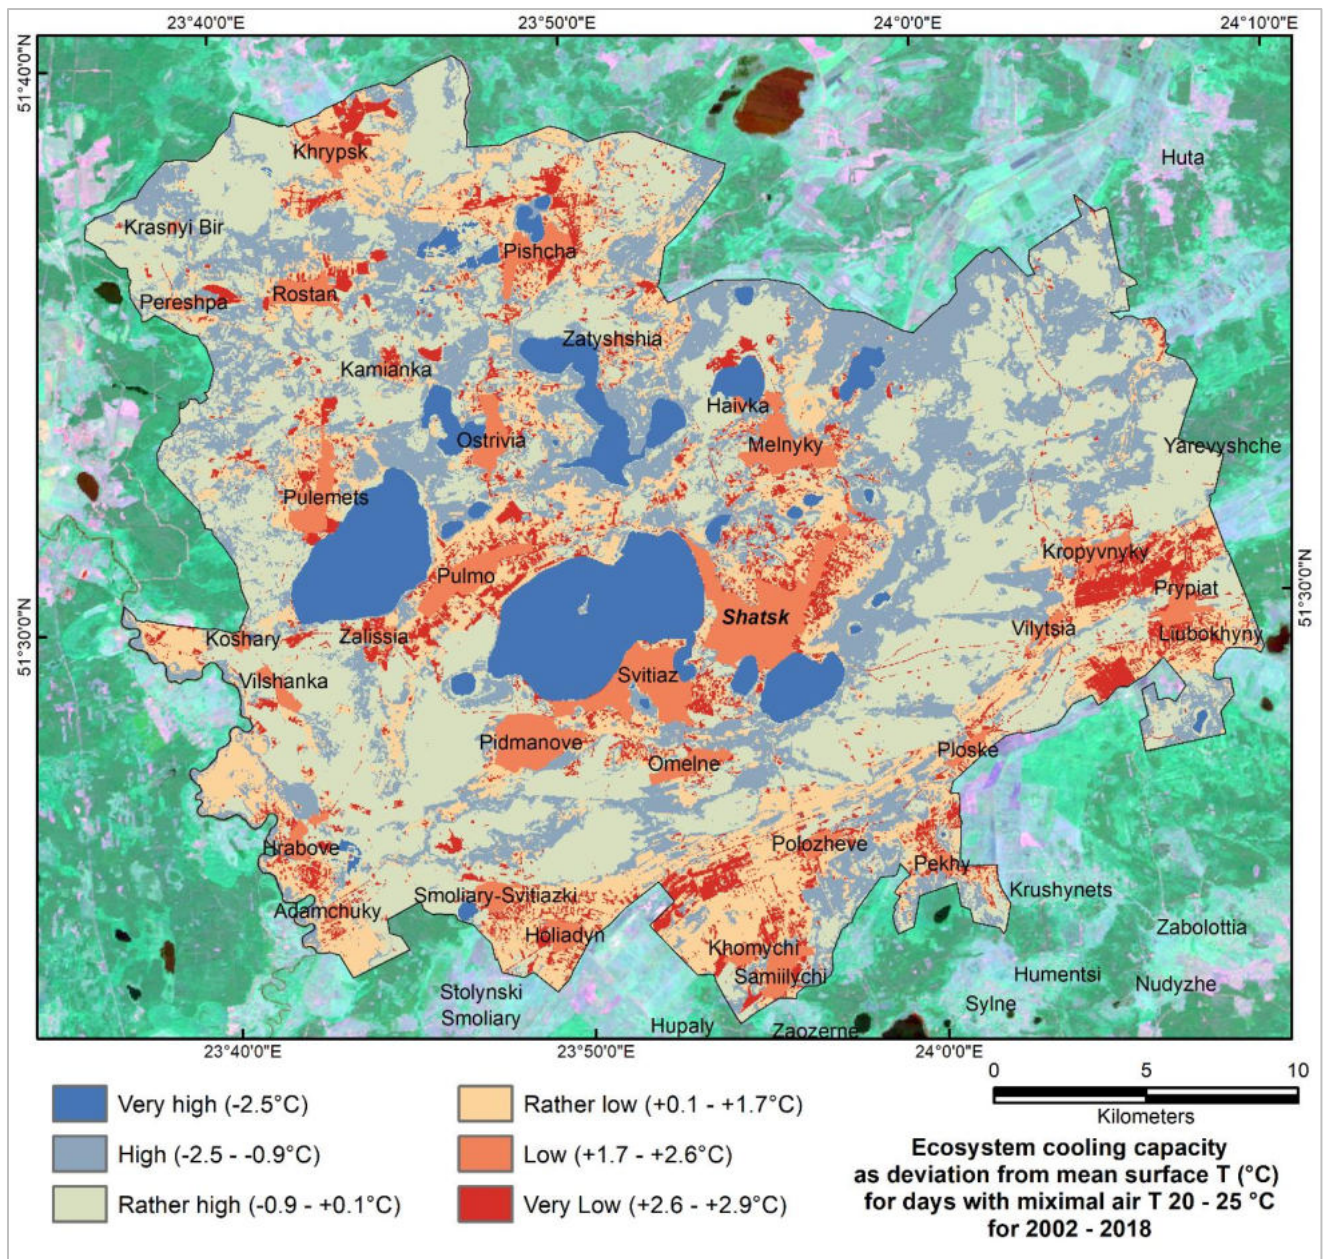 23°40'0"E 23°50'0"E 24°0'0"E 24°10'0"E
51°40'0"N
Khrypsk
Huta
Krasnyi Bir
Pishcha
Pereshpa
Rostan
Zatyshshia
Kamianka
Haivka
Ostrivia
Melnyky
Yarevyshche
Pulemets
Kropyvnyky
51°30'0"N
Pulmo
Prypiat
Shatsk
Vilytsia
Liubokhyny
51°30'0"N
Koshary
Zalissia
Vilshanka
Svitiaz
Pidmanove
Ploske
Omelne
Hrabove
Polozheve
Pekhy
Smoliary-Svitiazki
Krushynets
Adamchuky
Zabolottia
Holiadyn
Khomychi
Samiilychi
Humentsi
Nudyzhe
Stolynski
Smoliary
Sylne
Hupaly
Zaozerne
23°40'0"E 23°50'0"E 24°0'0"E
Very high (-2.5°C)
High (-2.5 - -0.9°C)
Rather high (-0.9 - +0.1°C)
Rather low (+0.1 - +1.7°C)
Low (+1.7 - +2.6°C)
Very Low (+2.6 - +2.9°C)
0 5 10
Kilometers
Ecosystem cooling capacity
as deviation from mean surface T (°C)
for days with miximal air T 20 - 25 °C
for 2002 - 2018